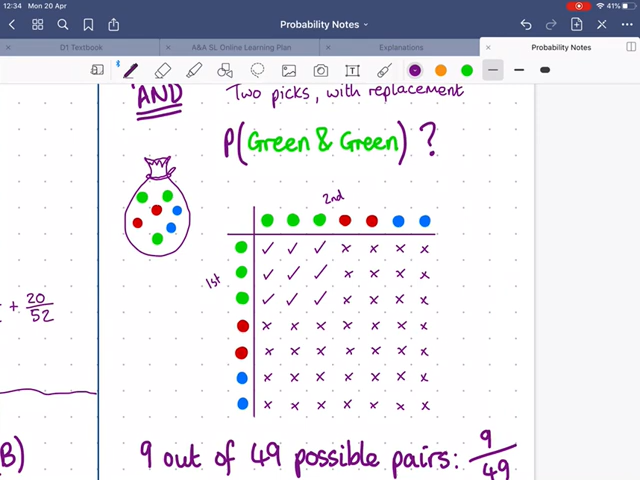 12:34 Mon 20 Apr
41%
Probability Notes
D1 Textbook
A&A SL Online Learning Plan
Explanations
Probability Notes
'AND
Two picks, with replacement
P(Green & Green) ?
2nd
1st
✓ ✓ ✓ x x x x
✓ ✓ ✓ x x x x
✓ ✓ ✓ x x x x
x x x x x x x
x x x x x x x
x x x x x x x
x x x x x x x
+ 20/52
B)
9 out of 49 possible pairs: 9/49